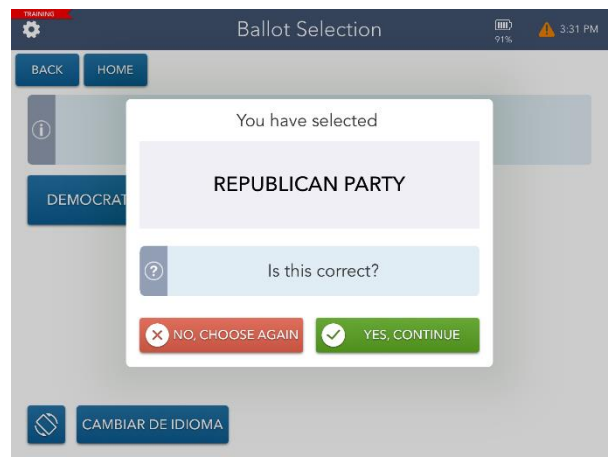 TRAINING
Ballot Selection
91%
3:31 PM
BACK
HOME
You have selected
REPUBLICAN PARTY
DEMOCRAT
Is this correct?
NO, CHOOSE AGAIN
YES, CONTINUE
CAMBIAR DE IDIOMA